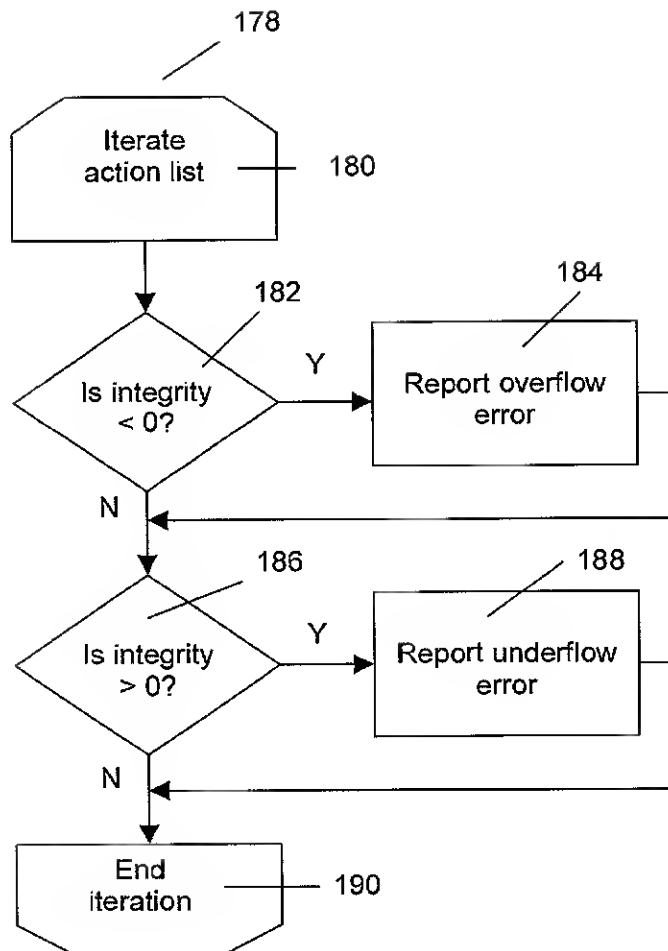 178
Iterate
action list
180
182
184
Is integrity
< 0?
Y
Report overflow
error
N
186
188
Is integrity
> 0?
Y
Report underflow
error
N
End
iteration
190